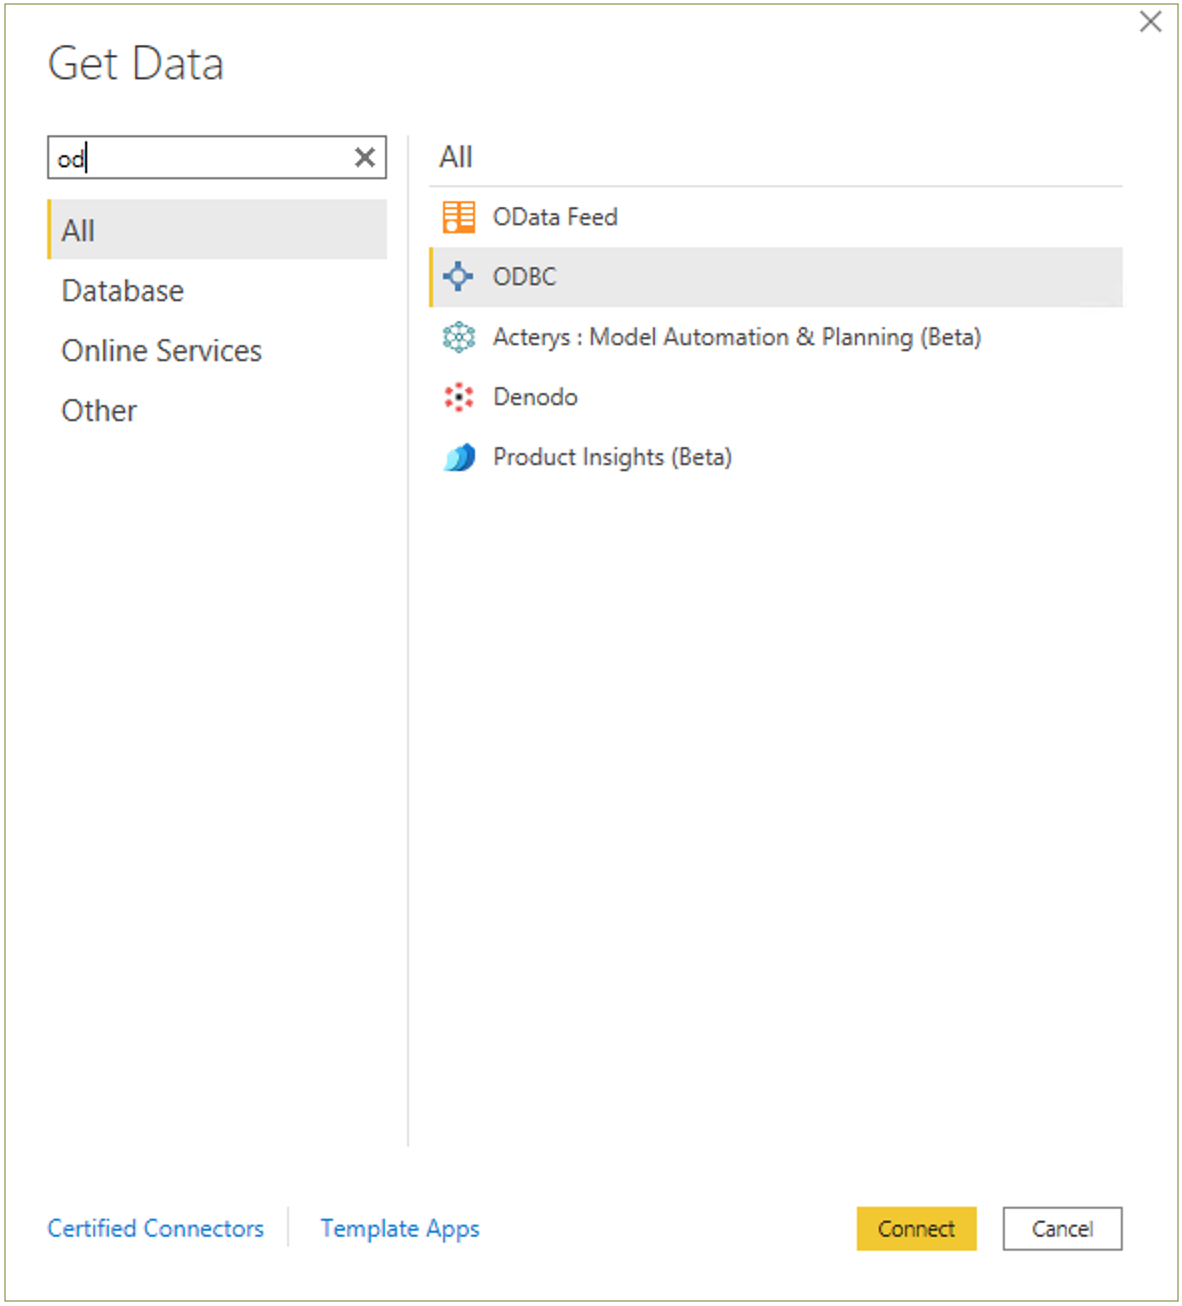 Get Data
od
All
Database
Online Services
Other
All
OData Feed
ODBC
Acterys : Model Automation & Planning (Beta)
Denodo
Product Insights (Beta)
Certified Connectors
Template Apps
Connect
Cancel